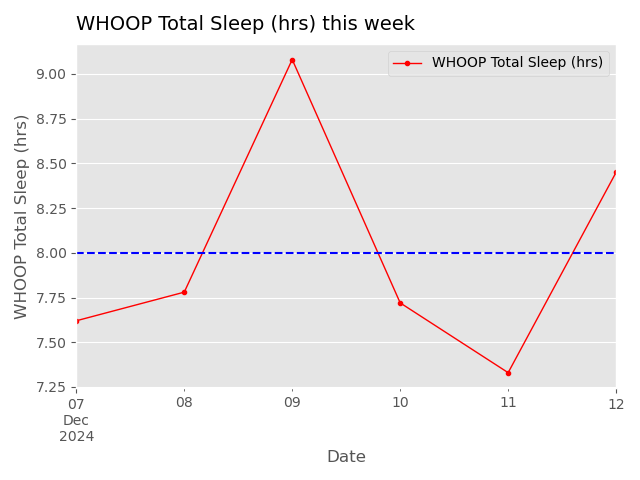 WHOOP Total Sleep (hrs) this week
WHOOP Total Sleep (hrs)
WHOOP Total Sleep (hrs)
9.00
8.75
8.50
8.25
8.00
7.75
7.50
7.25
07 08 09 10 11 12
Dec
2024
Date